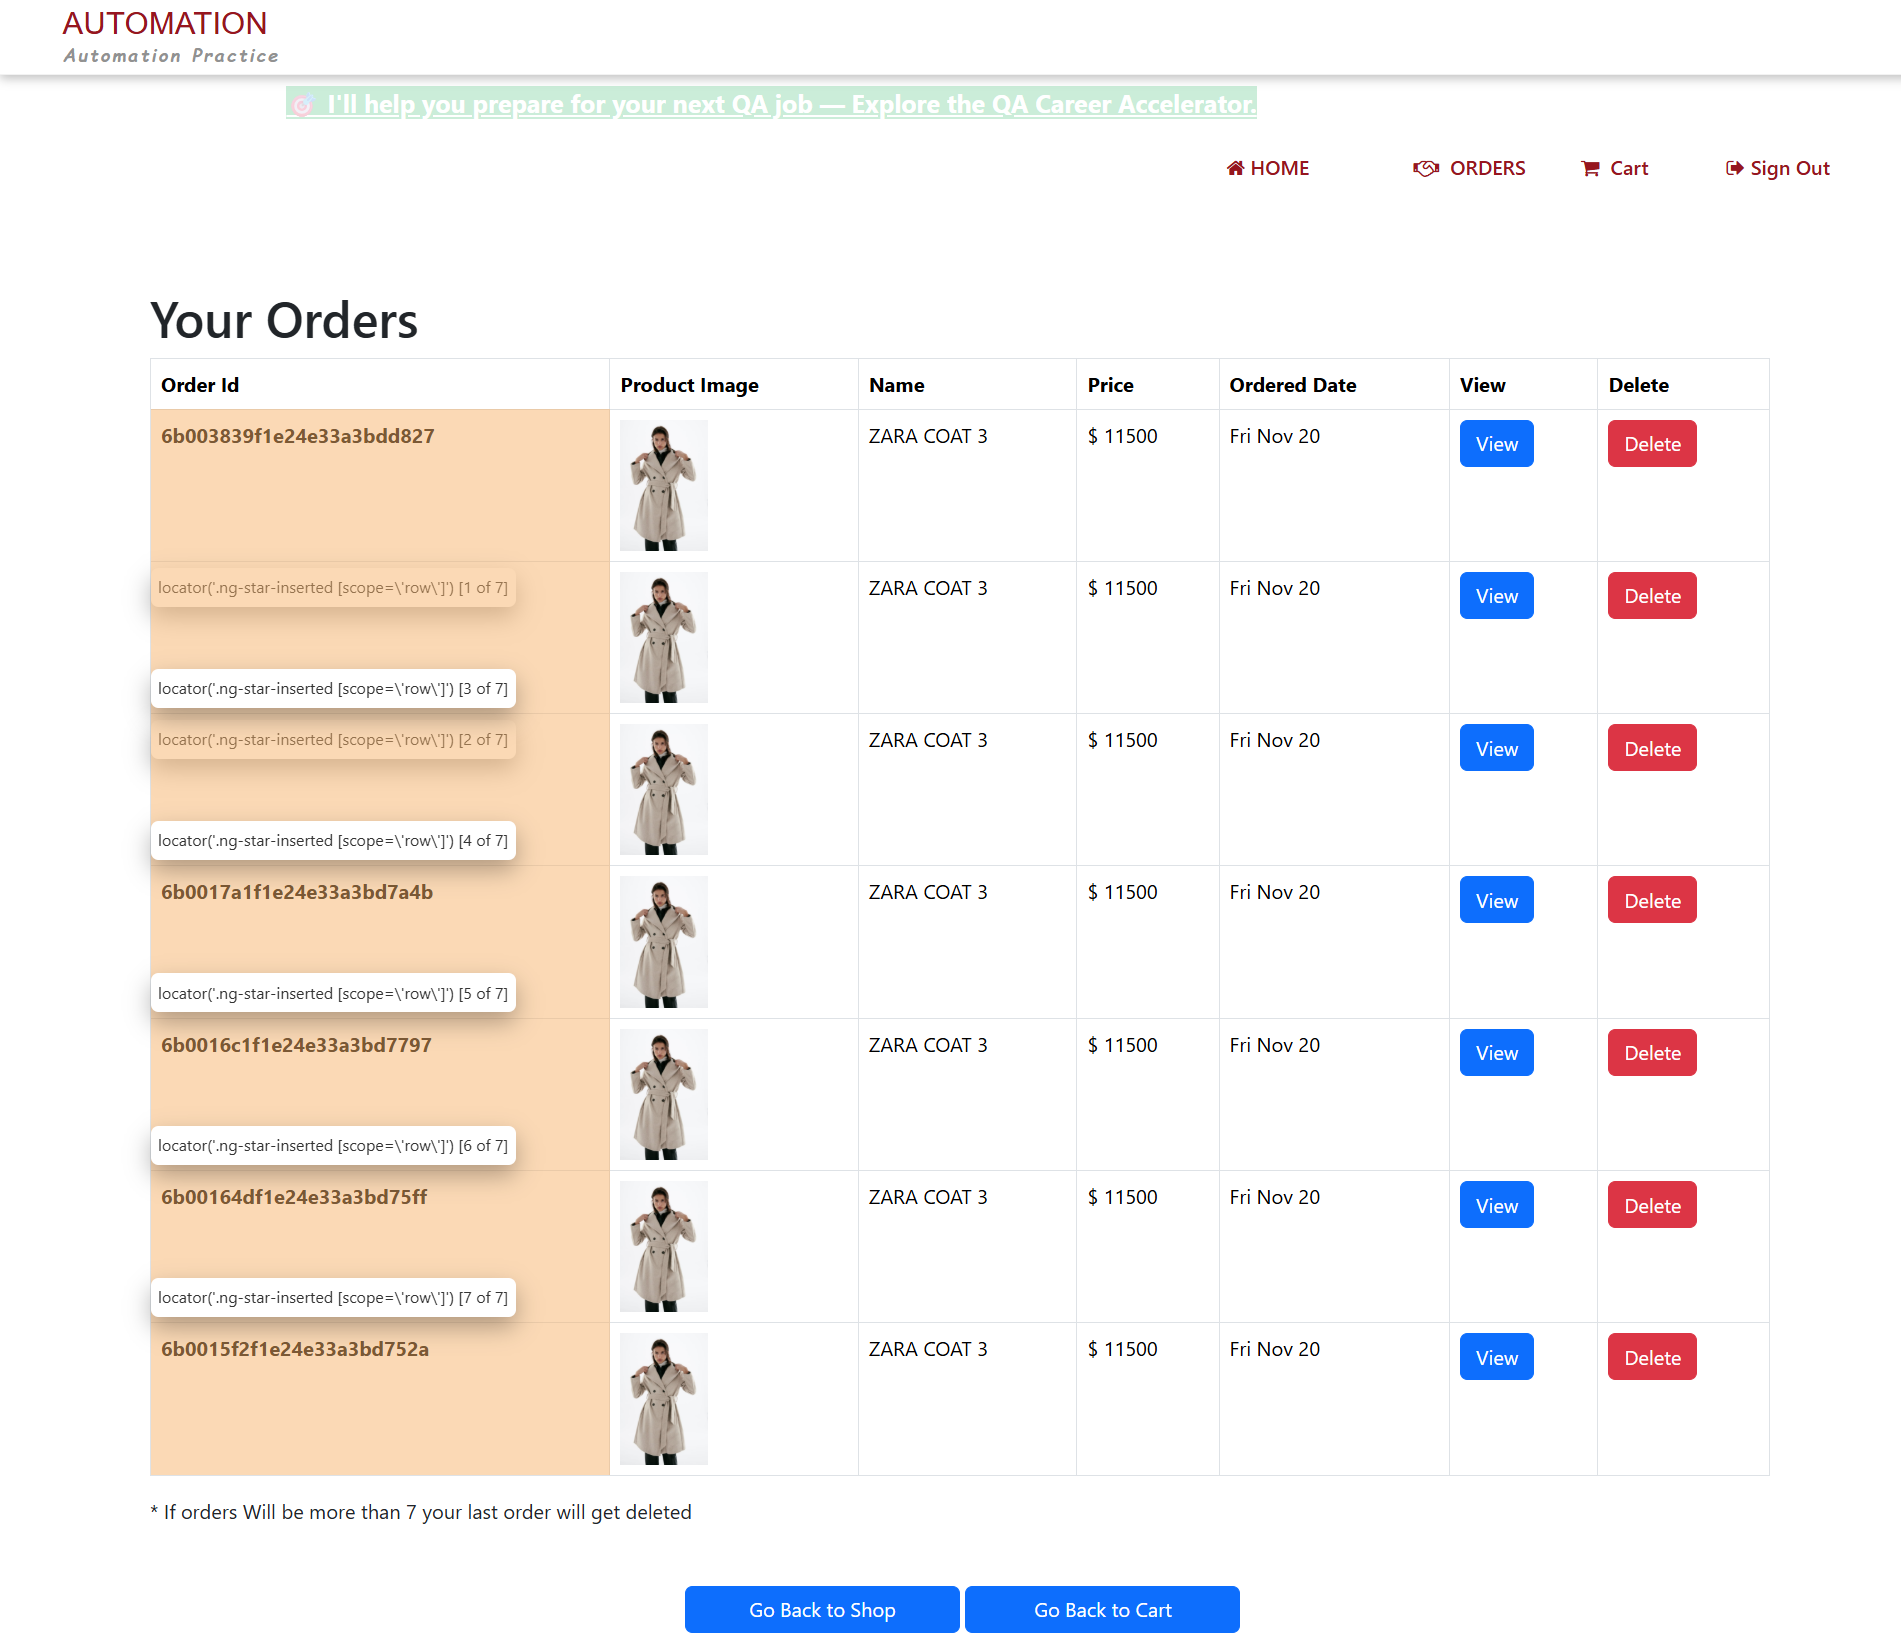 AUTOMATION
Automation Practice
🎯 I'll help you prepare for your next QA job — Explore the QA Career Accelerator.
HOME ORDERS Cart Sign Out
Your Orders
Order Id Product Image Name Price Ordered Date View Delete
6b003839f1e24e33a3bdd827 ZARA COAT 3 $ 11500 Fri Nov 20 View Delete
locator('.ng-star-inserted [scope=\'row\']') [1 of 7] ZARA COAT 3 $ 11500 Fri Nov 20 View Delete
locator('.ng-star-inserted [scope=\'row\']') [3 of 7]
locator('.ng-star-inserted [scope=\'row\']') [2 of 7] ZARA COAT 3 $ 11500 Fri Nov 20 View Delete
locator('.ng-star-inserted [scope=\'row\']') [4 of 7]
6b0017a1f1e24e33a3bd7a4b ZARA COAT 3 $ 11500 Fri Nov 20 View Delete
locator('.ng-star-inserted [scope=\'row\']') [5 of 7]
6b0016c1f1e24e33a3bd7797 ZARA COAT 3 $ 11500 Fri Nov 20 View Delete
locator('.ng-star-inserted [scope=\'row\']') [6 of 7]
6b00164df1e24e33a3bd75ff ZARA COAT 3 $ 11500 Fri Nov 20 View Delete
locator('.ng-star-inserted [scope=\'row\']') [7 of 7]
6b0015f2f1e24e33a3bd752a ZARA COAT 3 $ 11500 Fri Nov 20 View Delete
* If orders Will be more than 7 your last order will get deleted
Go Back to Shop Go Back to Cart